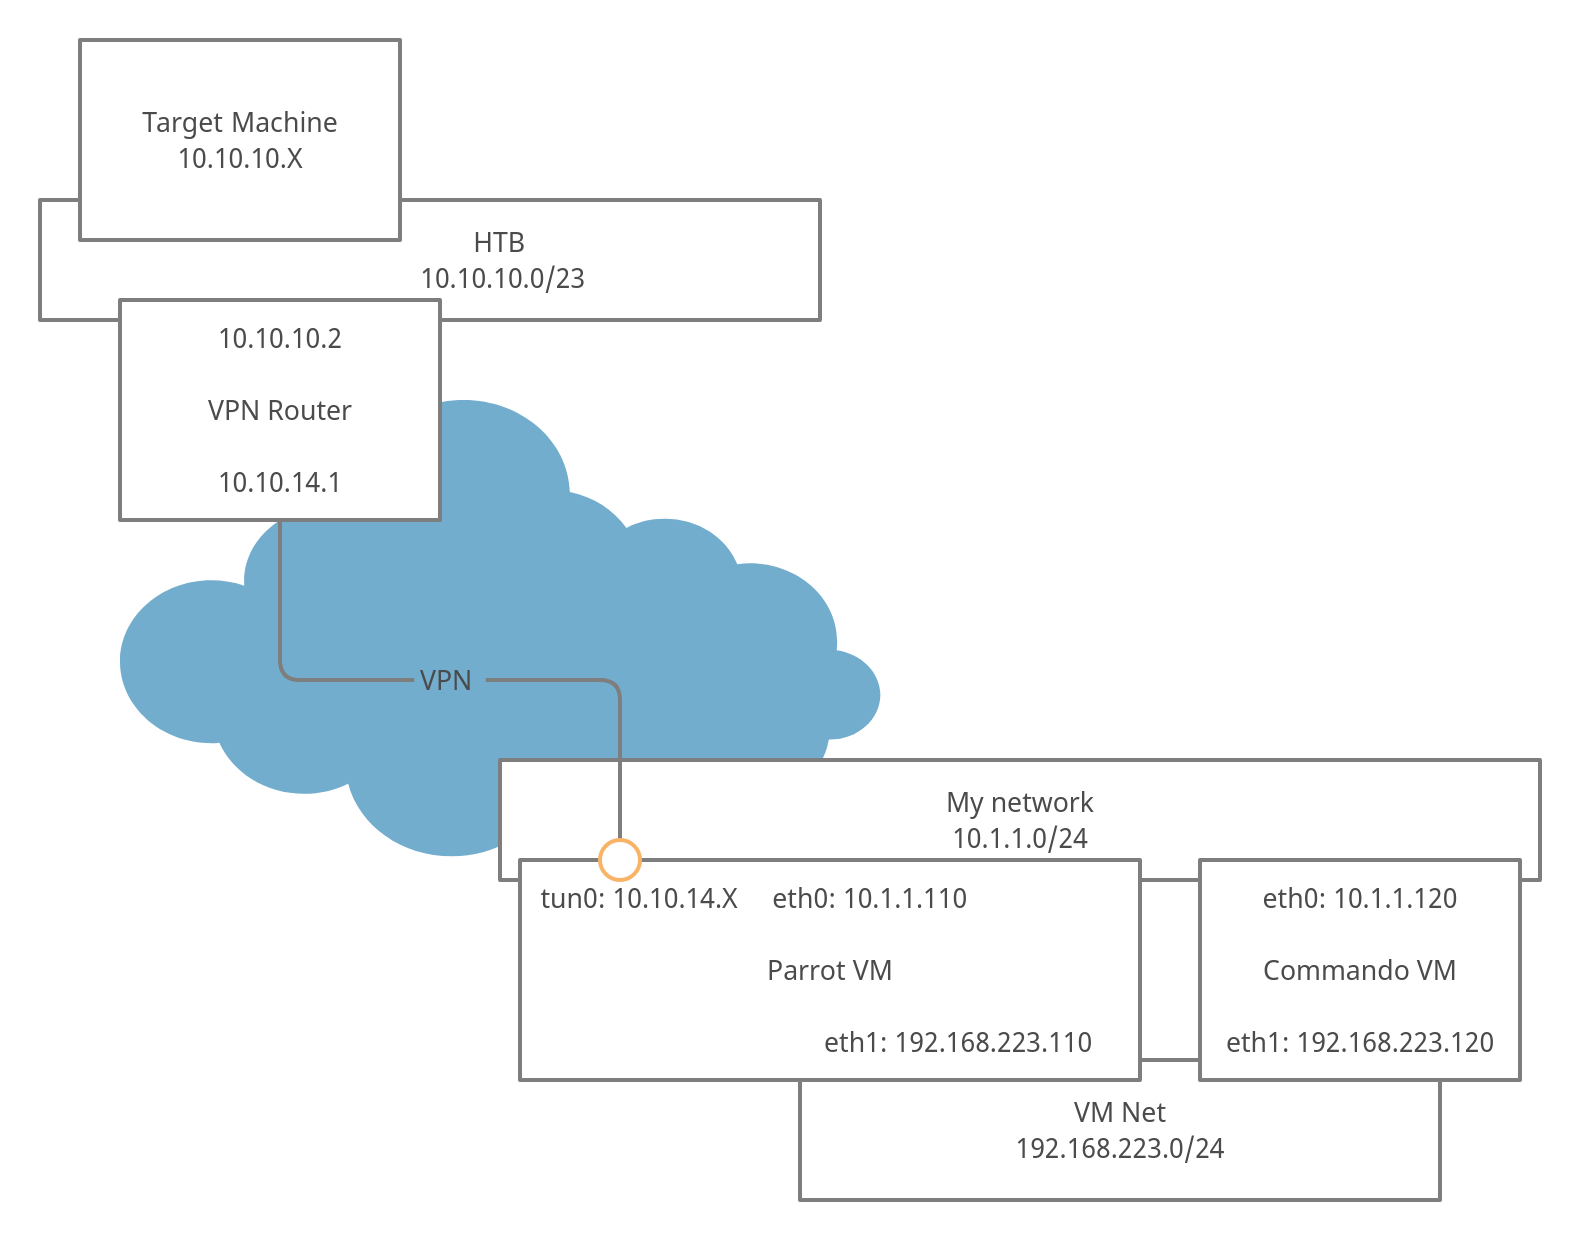 Target Machine
10.10.10.X
HTB
10.10.10.0/23
10.10.10.2
VPN Router
10.10.14.1
VPN
My network
10.1.1.0/24
tun0: 10.10.14.X eth0: 10.1.1.110
Parrot VM
eth1: 192.168.223.110
eth0: 10.1.1.120
Commando VM
eth1: 192.168.223.120
VM Net
192.168.223.0/24